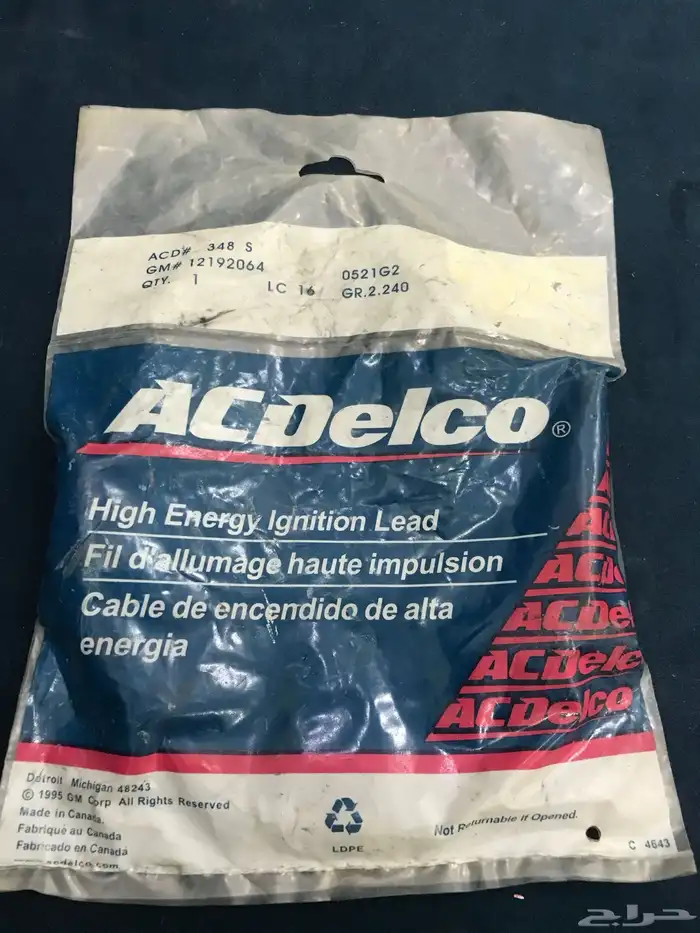 ACD# 348 S
GM# 12192064 0521G2
QTY. 1 LC 16 GR.2.240
ACDelco®
High Energy Ignition Lead
Fil d'allumage haute impulsion
Cable de encendido de alta
energia
ACDelco
ACDelco
Detroit Michigan 48243
© 1995 GM Corp All Rights Reserved
Made in Canada.
Fabriqué au Canada
Fabricado en Canada
www.acdelco.com
LDPE
Not Returnable If Opened.
C 4643
حراج